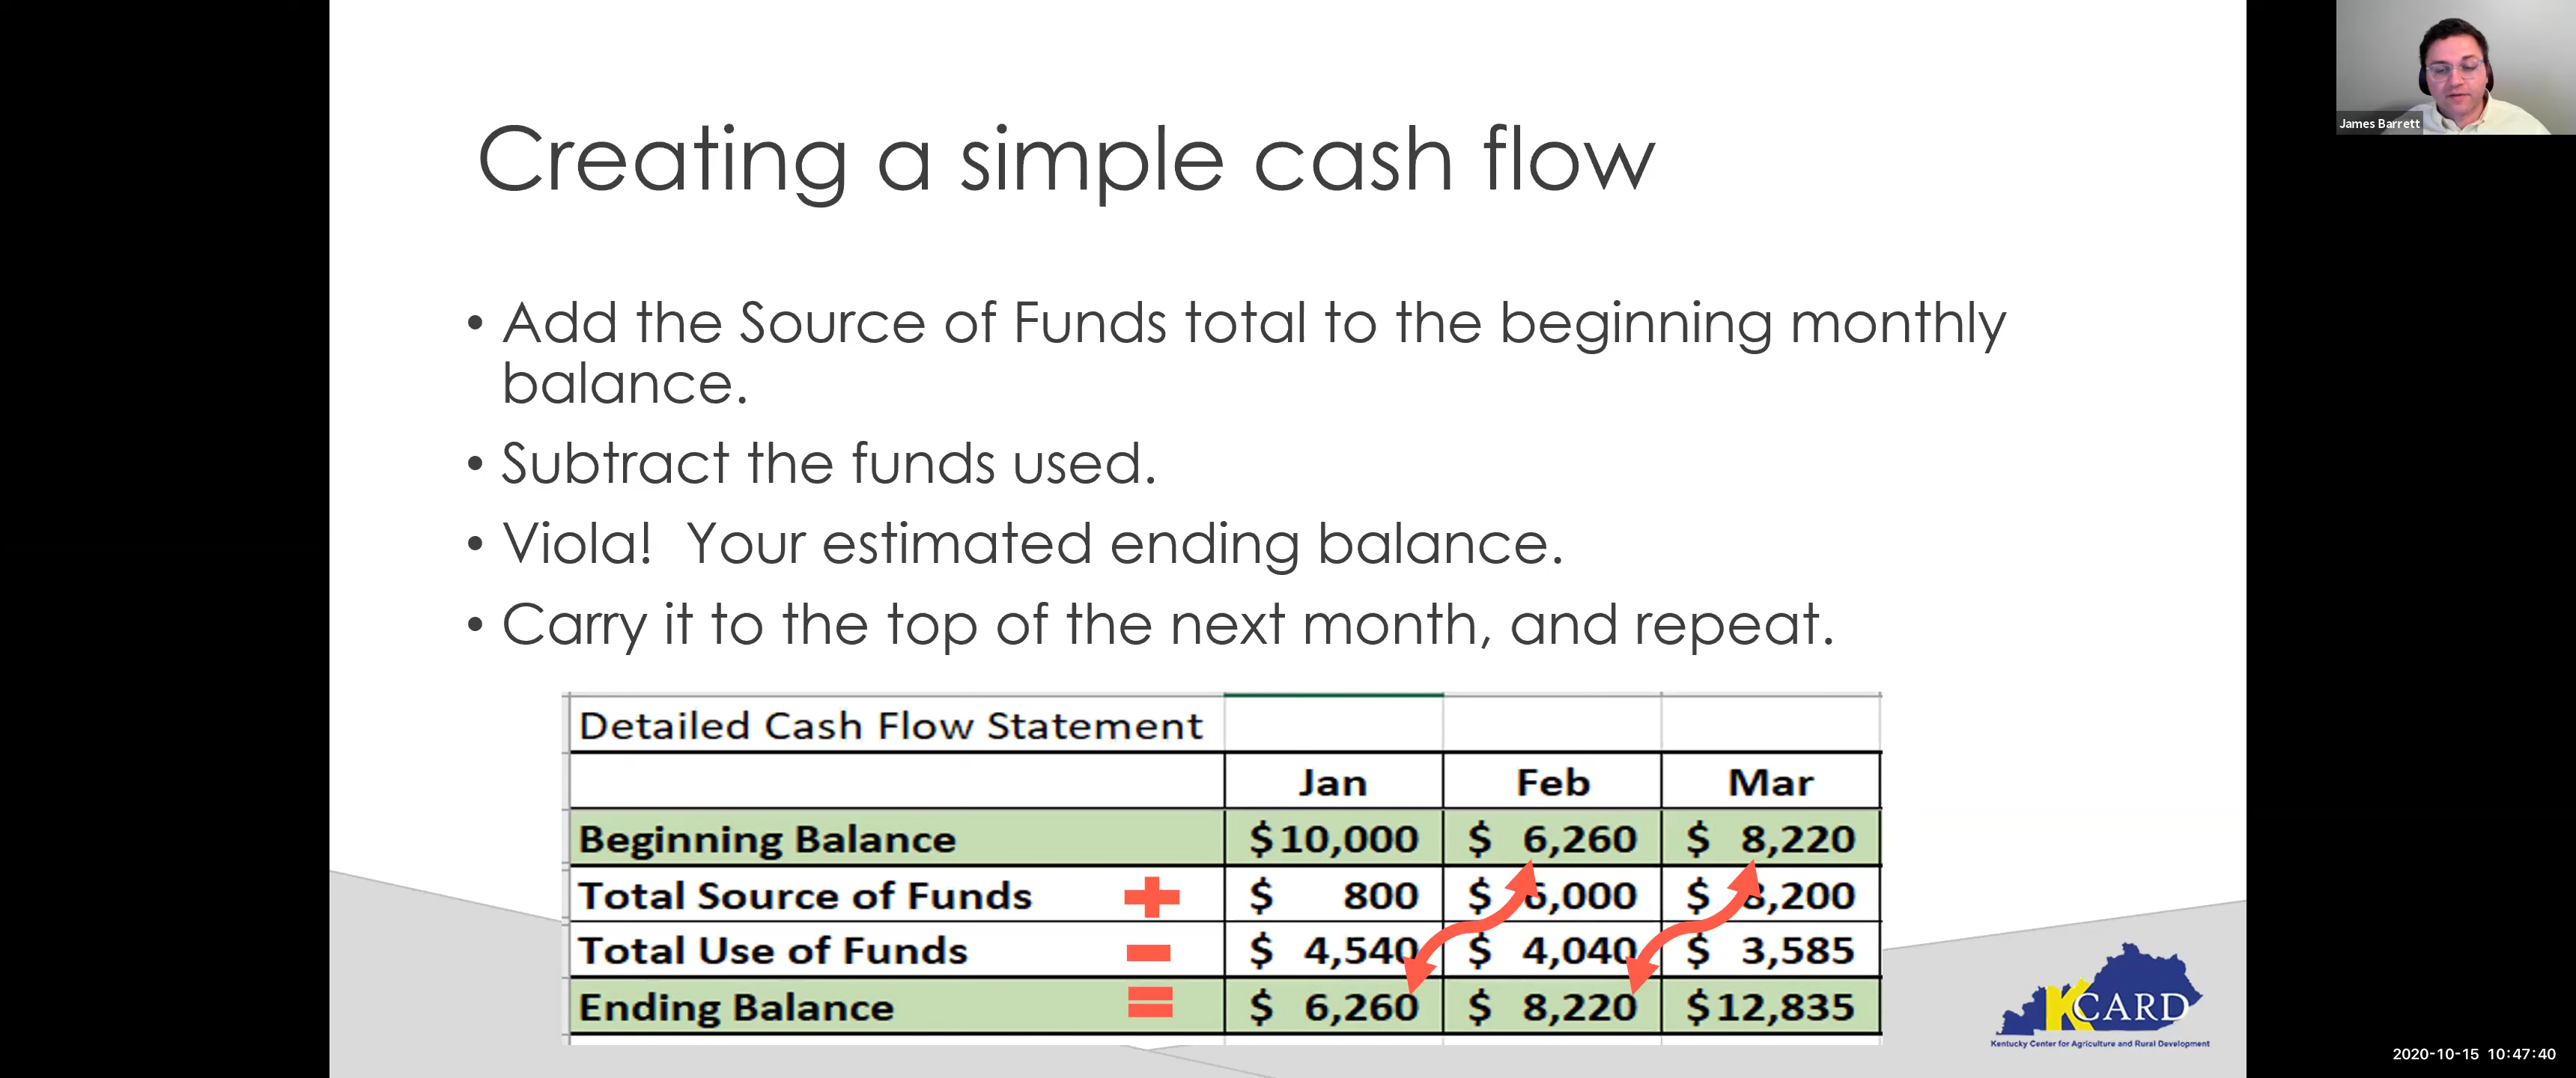 Creating a simple cash flow
James Barrett
• Add the Source of Funds total to the beginning monthly
balance.
• Subtract the funds used.
• Viola!  Your estimated ending balance.
• Carry it to the top of the next month, and repeat.
Detailed Cash Flow Statement
Jan Feb Mar
Beginning Balance $10,000 $ 6,260 $ 8,220
Total Source of Funds + $ 800 $ 6,000 $ 8,200
Total Use of Funds - $ 4,540 $ 4,040 $ 3,585
Ending Balance = $ 6,260 $ 8,220 $12,835
KCARD
Kentucky Center for Agriculture and Rural Development
2020-10-15 10:47:40